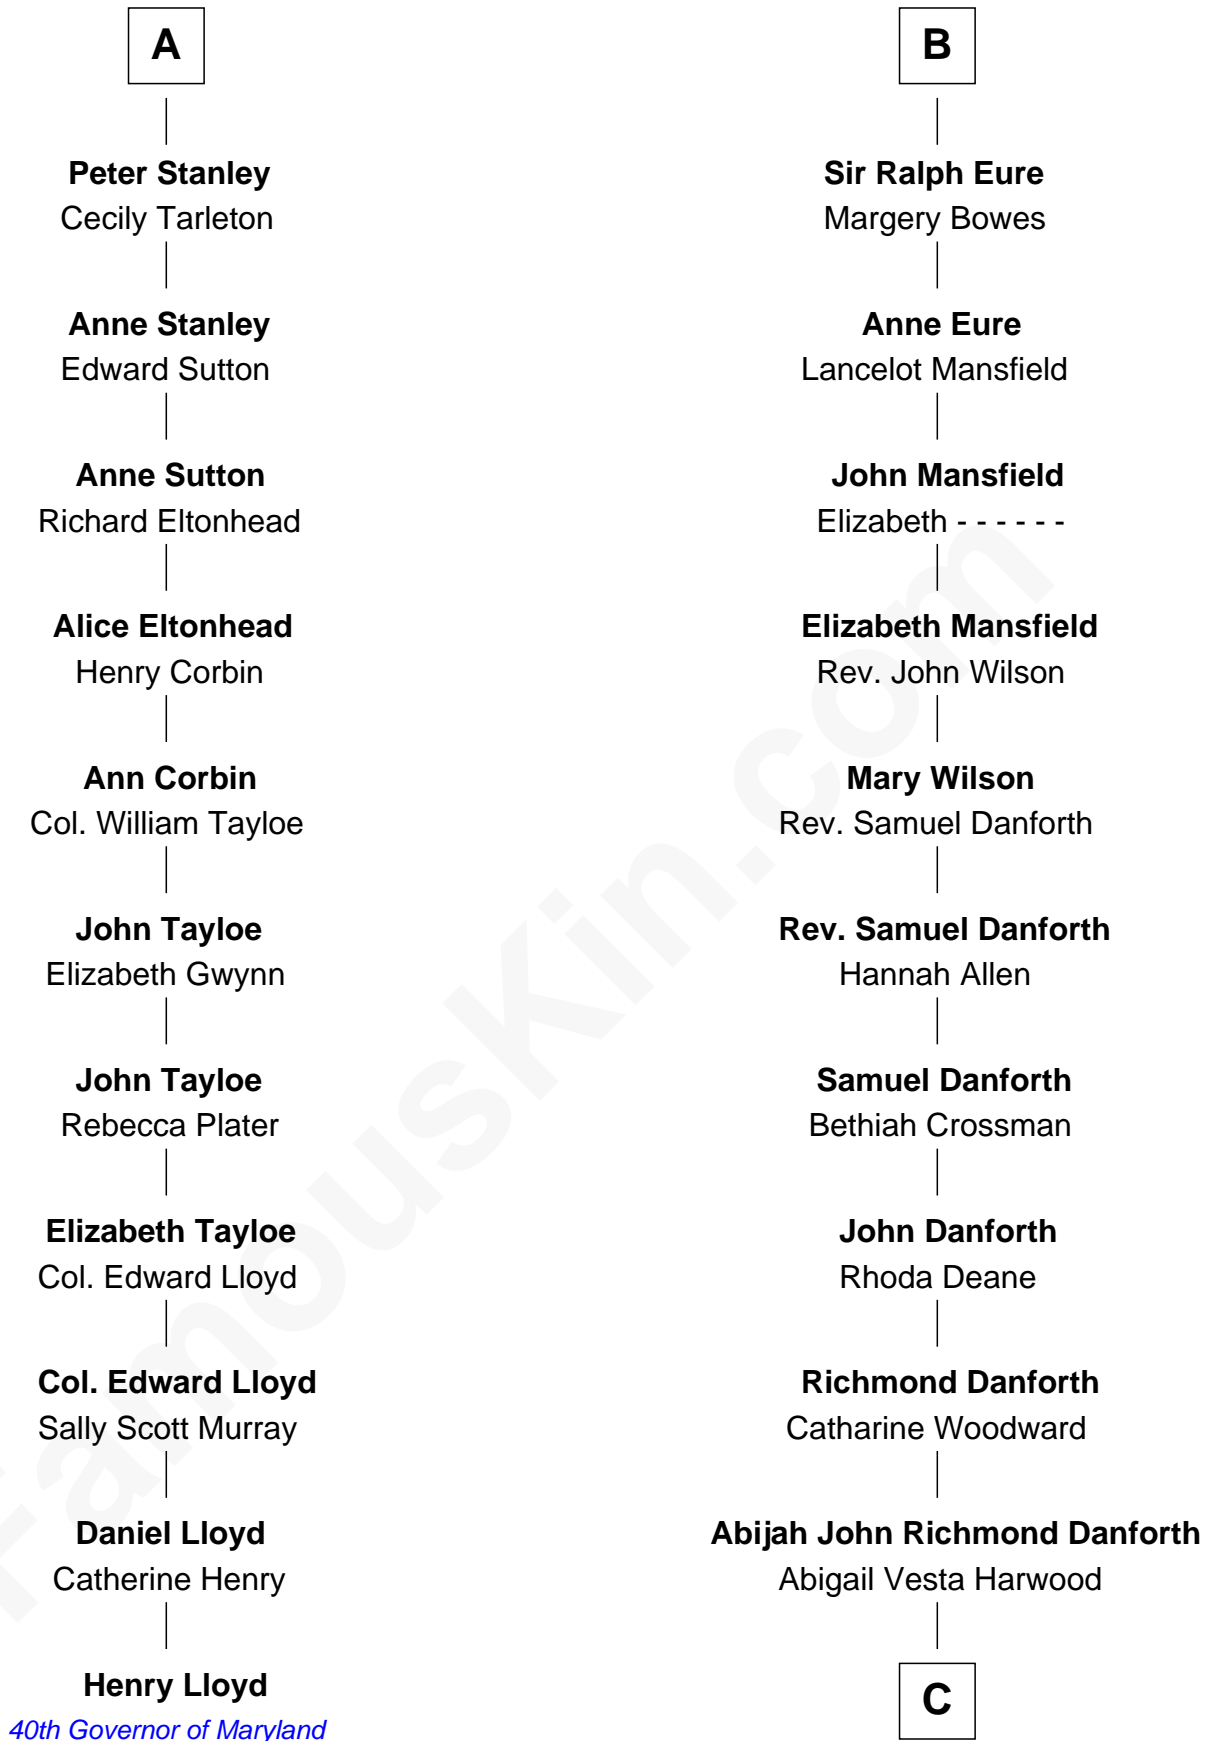 A
Peter Stanley
Cecily Tarleton
Anne Stanley
Edward Sutton
Anne Sutton
Richard Eltonhead
Alice Eltonhead
Henry Corbin
Ann Corbin
Col. William Tayloe
John Tayloe
Elizabeth Gwynn
John Tayloe
Rebecca Plater
Elizabeth Tayloe
Col. Edward Lloyd
Col. Edward Lloyd
Sally Scott Murray
Daniel Lloyd
Catherine Henry
Henry Lloyd
40th Governor of Maryland
B
Sir Ralph Eure
Margery Bowes
Anne Eure
Lancelot Mansfield
John Mansfield
Elizabeth - - - - - -
Elizabeth Mansfield
Rev. John Wilson
Mary Wilson
Rev. Samuel Danforth
Rev. Samuel Danforth
Hannah Allen
Samuel Danforth
Bethiah Crossman
John Danforth
Rhoda Deane
Richmond Danforth
Catharine Woodward
Abijah John Richmond Danforth
Abigail Vesta Harwood
C
FamousKin.com